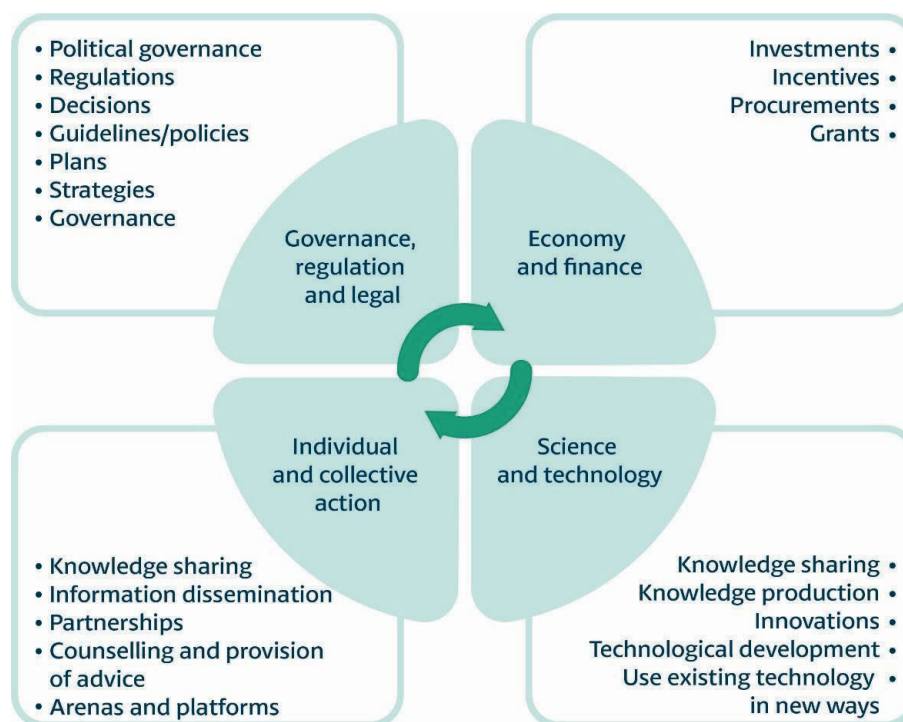 • Political governance
• Regulations
• Decisions
• Guidelines/policies
• Plans
• Strategies
• Governance
Investments •
Incentives •
Procurements •
Grants •
Governance,
regulation
and legal
Economy
and finance
Individual
and collective
action
Science
and technology
• Knowledge sharing
• Information dissemination
• Partnerships
• Counselling and provision
of advice
• Arenas and platforms
Knowledge sharing •
Knowledge production •
Innovations •
Technological development •
Use existing technology •
in new ways